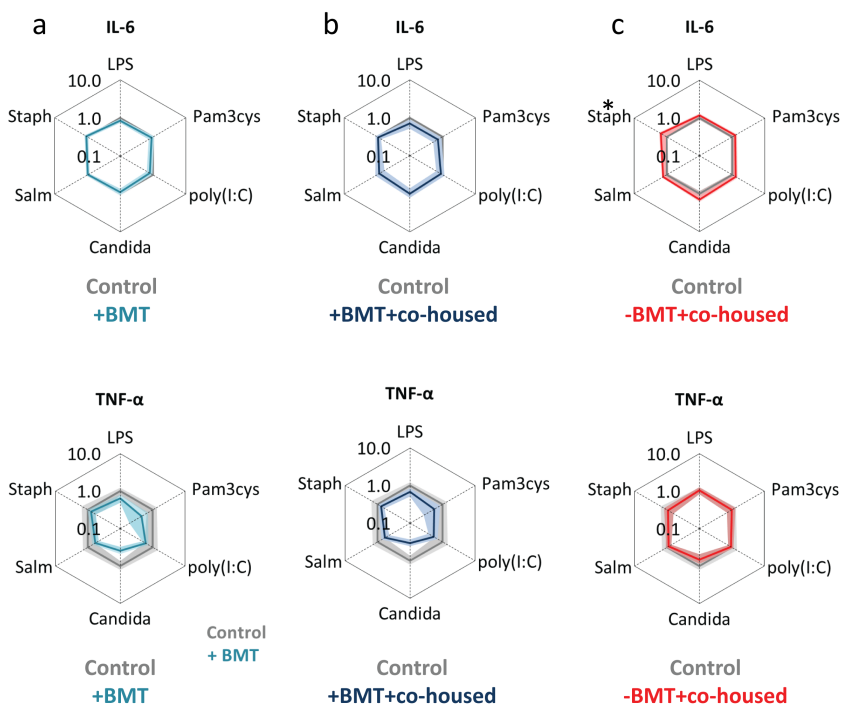 a
IL-6
LPS
10.0
Staph
1.0
Pam3cys
0.1
Salm
poly(I:C)
Candida
Control
+BMT
b
IL-6
LPS
10.0
Staph
1.0
Pam3cys
0.1
Salm
poly(I:C)
Candida
Control
+BMT+co-housed
c
IL-6
LPS
10.0
*
Staph
1.0
Pam3cys
0.1
Salm
poly(I:C)
Candida
Control
-BMT+co-housed
TNF-α
LPS
10.0
Staph
1.0
Pam3cys
0.1
Salm
poly(I:C)
Candida
Control
+ BMT
Control
+BMT
TNF-α
LPS
10.0
Staph
1.0
Pam3cys
0.1
Salm
poly(I:C)
Candida
Control
+BMT+co-housed
TNF-α
LPS
10.0
Staph
1.0
Pam3cys
0.1
Salm
poly(I:C)
Candida
Control
-BMT+co-housed